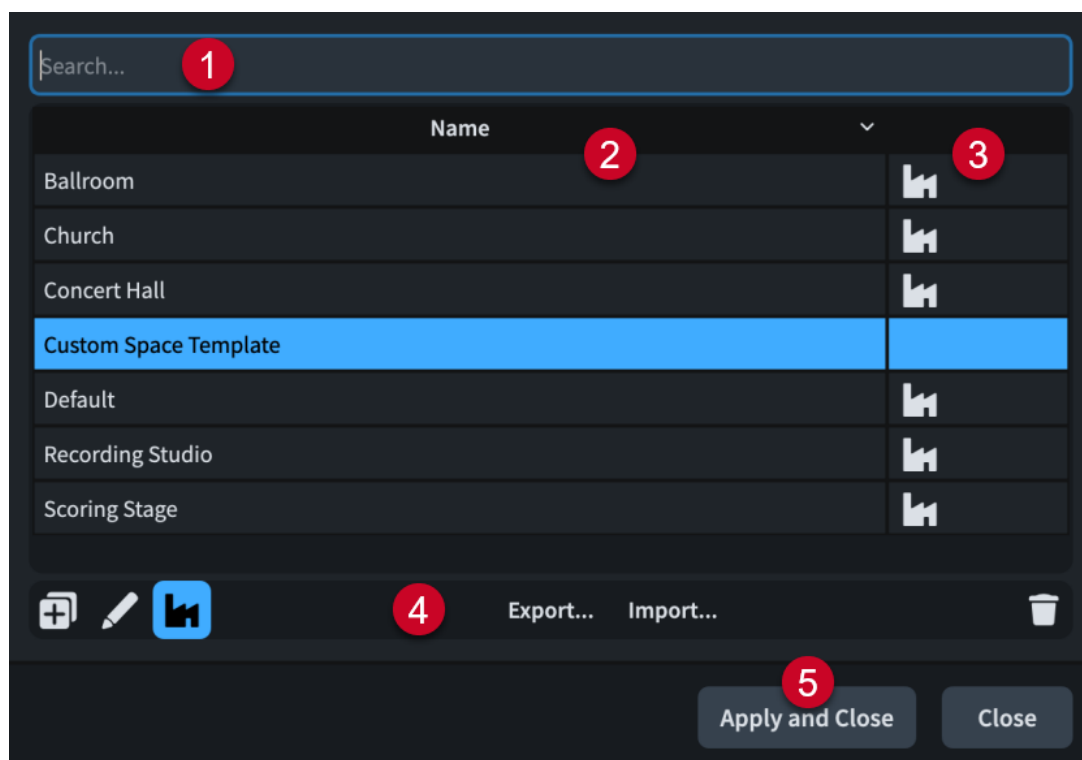 Search... 1
Name 2 3
Ballroom
Church
Concert Hall
Custom Space Template
Default
Recording Studio
Scoring Stage
4 Export... Import...
5
Apply and Close Close